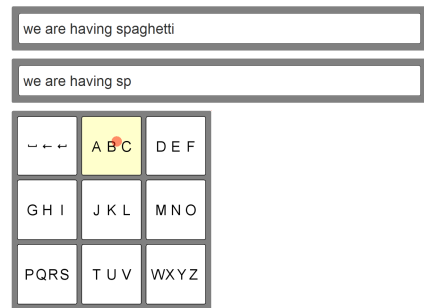 we are having spaghetti
we are having sp
⎵ ← ↩ A B C D E F
G H I J K L M N O
P Q R S T U V W X Y Z